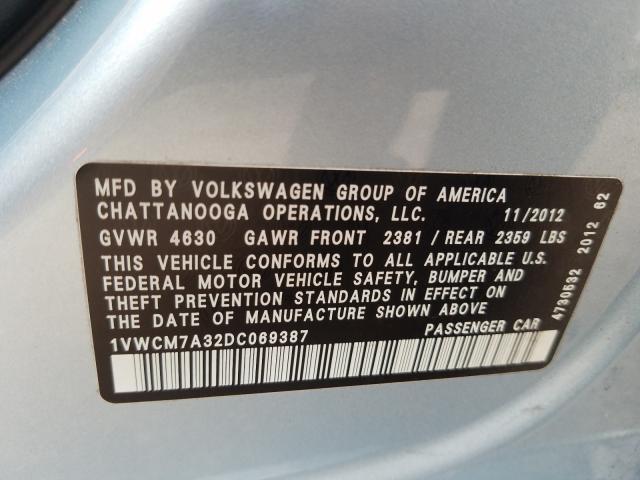 MFD BY VOLKSWAGEN GROUP OF AMERICA
CHATTANOOGA OPERATIONS, LLC. 11/2012
GVWR 4630 GAWR FRONT 2381 / REAR 2359 LBS
THIS VEHICLE CONFORMS TO ALL APPLICABLE U.S.
FEDERAL MOTOR VEHICLE SAFETY, BUMPER AND
THEFT PREVENTION STANDARDS IN EFFECT ON
THE DATE OF MANUFACTURE SHOWN ABOVE
1VWCM7A32DC069387 PASSENGER CAR
4730532 2012 62